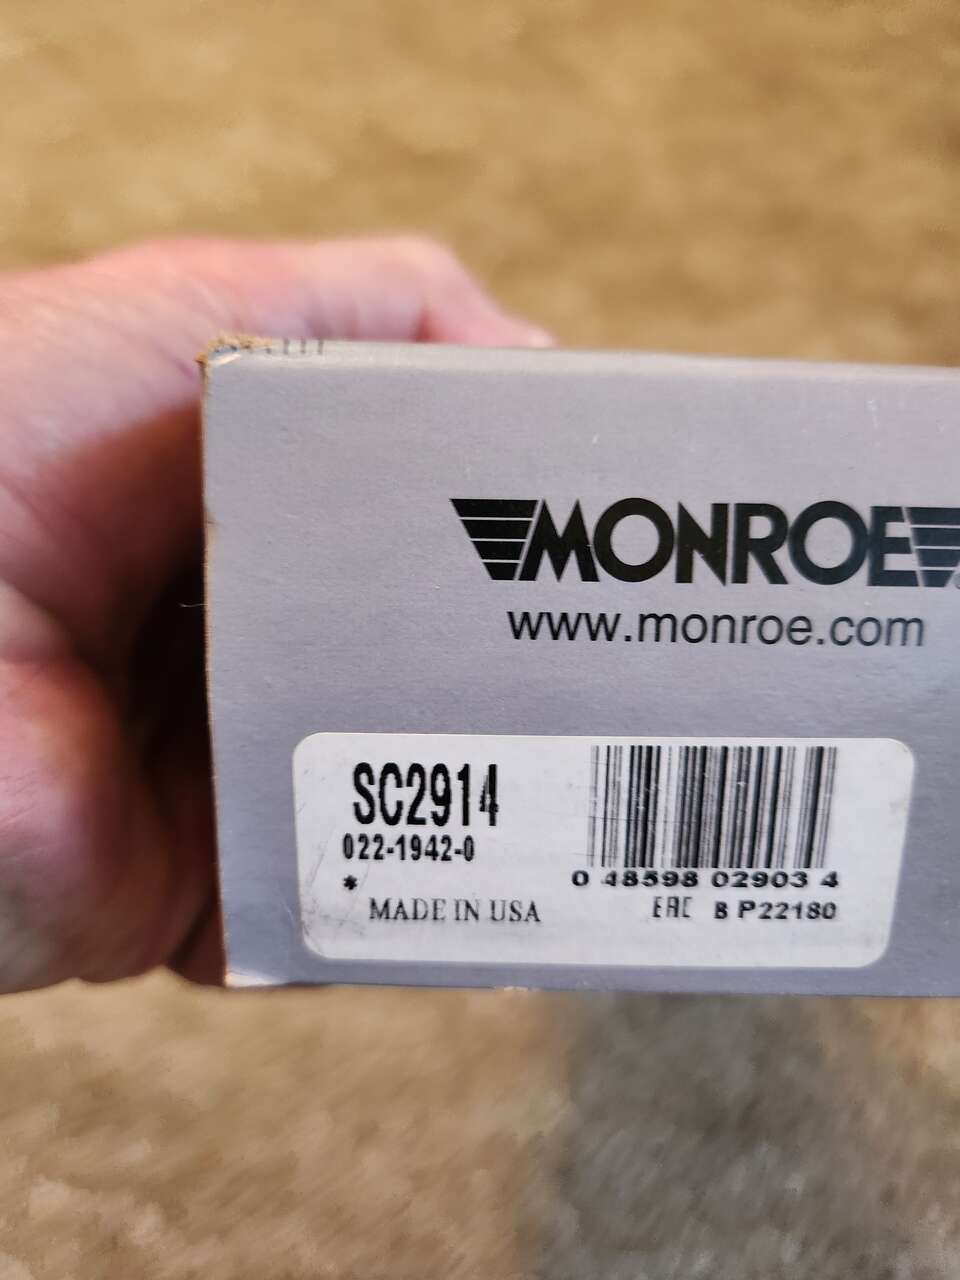 MONROE
www.monroe.com
SC2914
022-1942-0
*
MADE IN USA
0 48598 02903 4
EAC B P22180